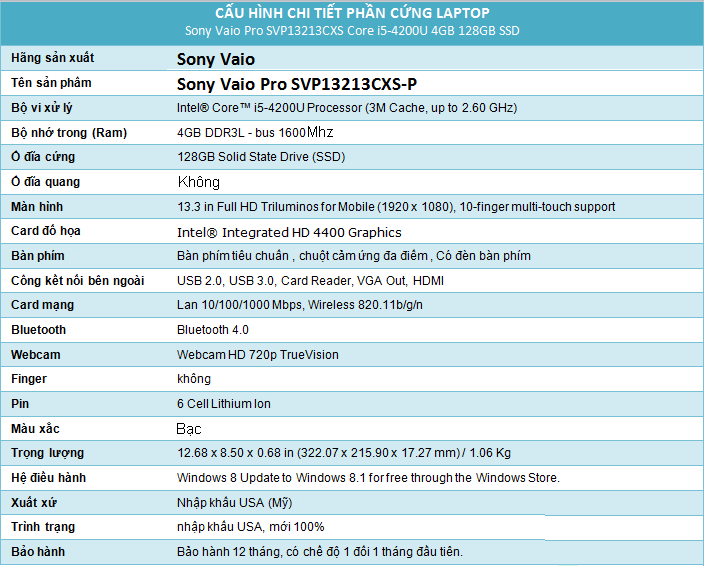 CẤU HÌNH CHI TIẾT PHẦN CỨNG LAPTOP
Sony Vaio Pro SVP13213CXS Core i5-4200U 4GB 128GB SSD
Hãng sản xuất Sony Vaio
Tên sản phẩm Sony Vaio Pro SVP13213CXS-P
Bộ vi xử lý Intel® Core™ i5-4200U Processor (3M Cache, up to 2.60 GHz)
Bộ nhớ trong (Ram) 4GB DDR3L - bus 1600Mhz
Ổ đĩa cứng 128GB Solid State Drive (SSD)
Ổ đĩa quang Không
Màn hình 13.3 in Full HD Triluminos for Mobile (1920 x 1080), 10-finger multi-touch support
Card đồ họa Intel® Integrated HD 4400 Graphics
Bàn phím Bàn phím tiêu chuẩn , chuột cảm ứng đa điểm , Có đèn bàn phím
Cổng kết nối bên ngoài USB 2.0, USB 3.0, Card Reader, VGA Out, HDMI
Card mạng Lan 10/100/1000 Mbps, Wireless 820.11b/g/n
Bluetooth Bluetooth 4.0
Webcam Webcam HD 720p TrueVision
Finger không
Pin 6 Cell Lithium Ion
Màu xắc Bạc
Trọng lượng 12.68 x 8.50 x 0.68 in (322.07 x 215.90 x 17.27 mm) / 1.06 Kg
Hệ điều hành Windows 8 Update to Windows 8.1 for free through the Windows Store.
Xuất xứ Nhập khẩu USA (Mỹ)
Trình trạng nhập khẩu USA, mới 100%
Bảo hành Bảo hành 12 tháng, có chế độ 1 đổi 1 tháng đầu tiên.